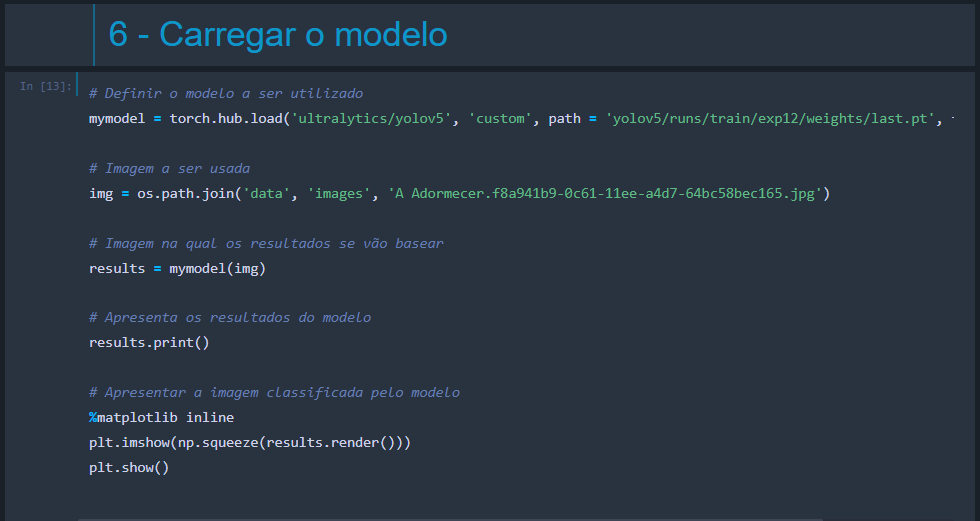 6 - Carregar o modelo
In [13]:
# Definir o modelo a ser utilizado
mymodel = torch.hub.load('ultralytics/yolov5', 'custom', path = 'yolov5/runs/train/exp12/weights/last.pt',
# Imagem a ser usada
img = os.path.join('data', 'images', 'A Adormecer.f8a941b9-0c61-11ee-a4d7-64bc58bec165.jpg')
# Imagem na qual os resultados se vão basear
results = mymodel(img)
# Apresenta os resultados do modelo
results.print()
# Apresentar a imagem classificada pelo modelo
%matplotlib inline
plt.imshow(np.squeeze(results.render()))
plt.show()